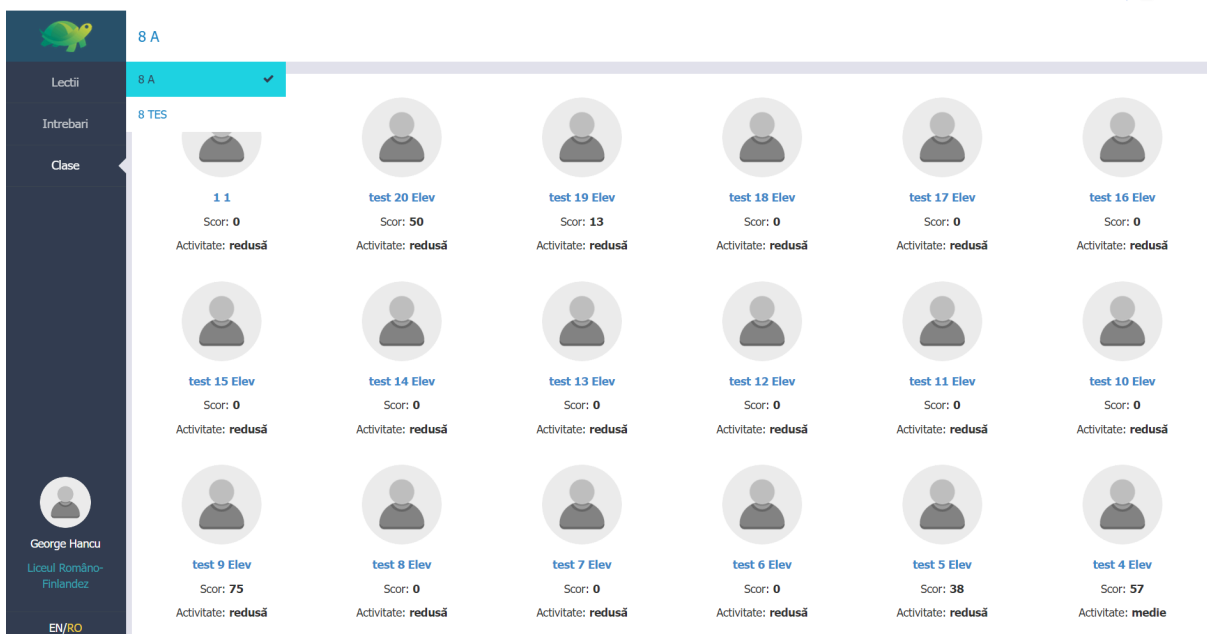 8 A
Lectii
Intrebari
Clase
8 A
8 TES
1 1
Scor: 0
Activitate: redusă
test 20 Elev
Scor: 50
Activitate: redusă
test 19 Elev
Scor: 13
Activitate: redusă
test 18 Elev
Scor: 0
Activitate: redusă
test 17 Elev
Scor: 0
Activitate: redusă
test 16 Elev
Scor: 0
Activitate: redusă
test 15 Elev
Scor: 0
Activitate: redusă
test 14 Elev
Scor: 0
Activitate: redusă
test 13 Elev
Scor: 0
Activitate: redusă
test 12 Elev
Scor: 0
Activitate: redusă
test 11 Elev
Scor: 0
Activitate: redusă
test 10 Elev
Scor: 0
Activitate: redusă
test 9 Elev
Scor: 75
Activitate: redusă
test 8 Elev
Scor: 0
Activitate: redusă
test 7 Elev
Scor: 0
Activitate: redusă
test 6 Elev
Scor: 0
Activitate: redusă
test 5 Elev
Scor: 38
Activitate: redusă
test 4 Elev
Scor: 57
Activitate: medie
George Hancu
Liceul Româno-
Finlandez
EN/RO